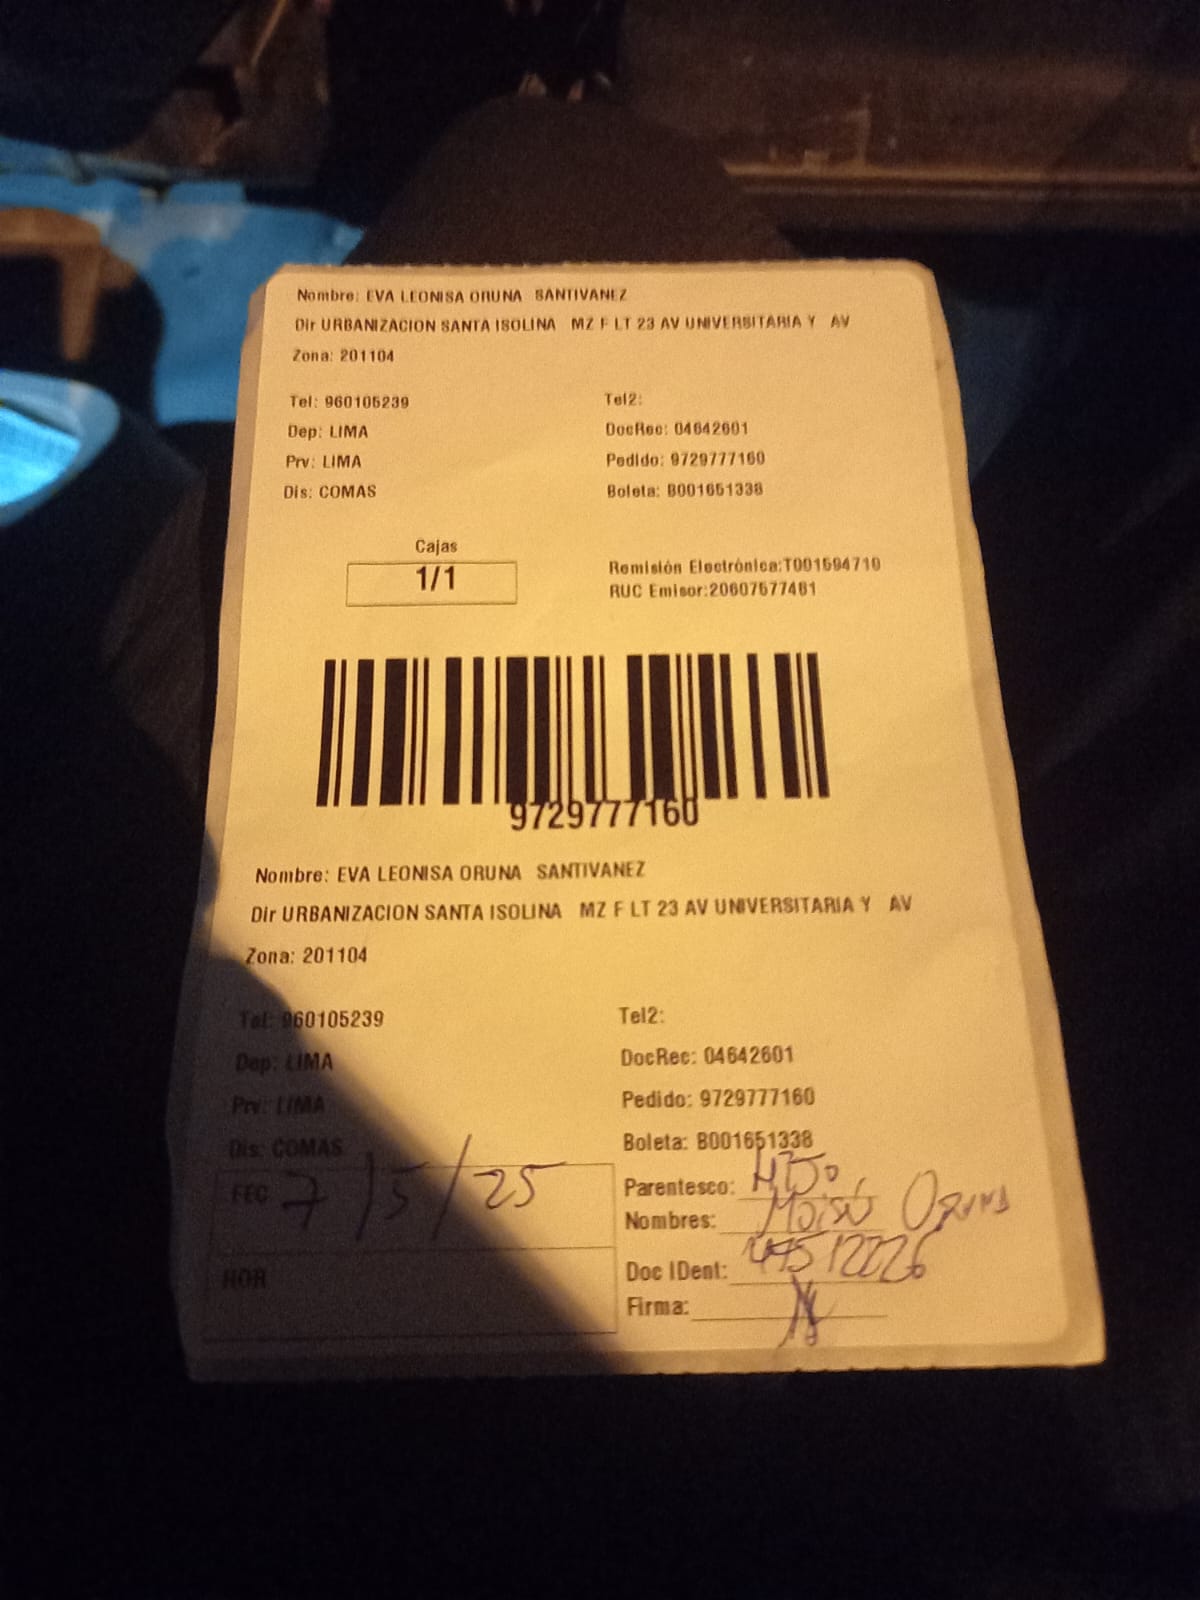 Nombre: EVA LEONISA ORUNA SANTIVANEZ
Dir URBANIZACION SANTA ISOLINA MZ F LT 23 AV UNIVERSITARIA Y AV
Zona: 201104
Tel: 960105239 Tel2:
Dep: LIMA DocRec: 04642601
Prv: LIMA Pedido: 9729777160
Dis: COMAS Boleta: B001651338
Cajas
1/1
Remisión Electrónica:T001594710
RUC Emisor:20607577481
9729777160
Nombre: EVA LEONISA ORUNA SANTIVANEZ
Dir URBANIZACION SANTA ISOLINA MZ F LT 23 AV UNIVERSITARIA Y AV
Zona: 201104
Tel: 960105239 Tel2:
Dep: LIMA DocRec: 04642601
Prv: LIMA Pedido: 9729777160
Dis: COMAS Boleta: B001651338
FEC 7/5/25 Parentesco: HIJO
Nombres: MOISÉS ORUNA
HOR Doc IDent: 44512226
Firma: